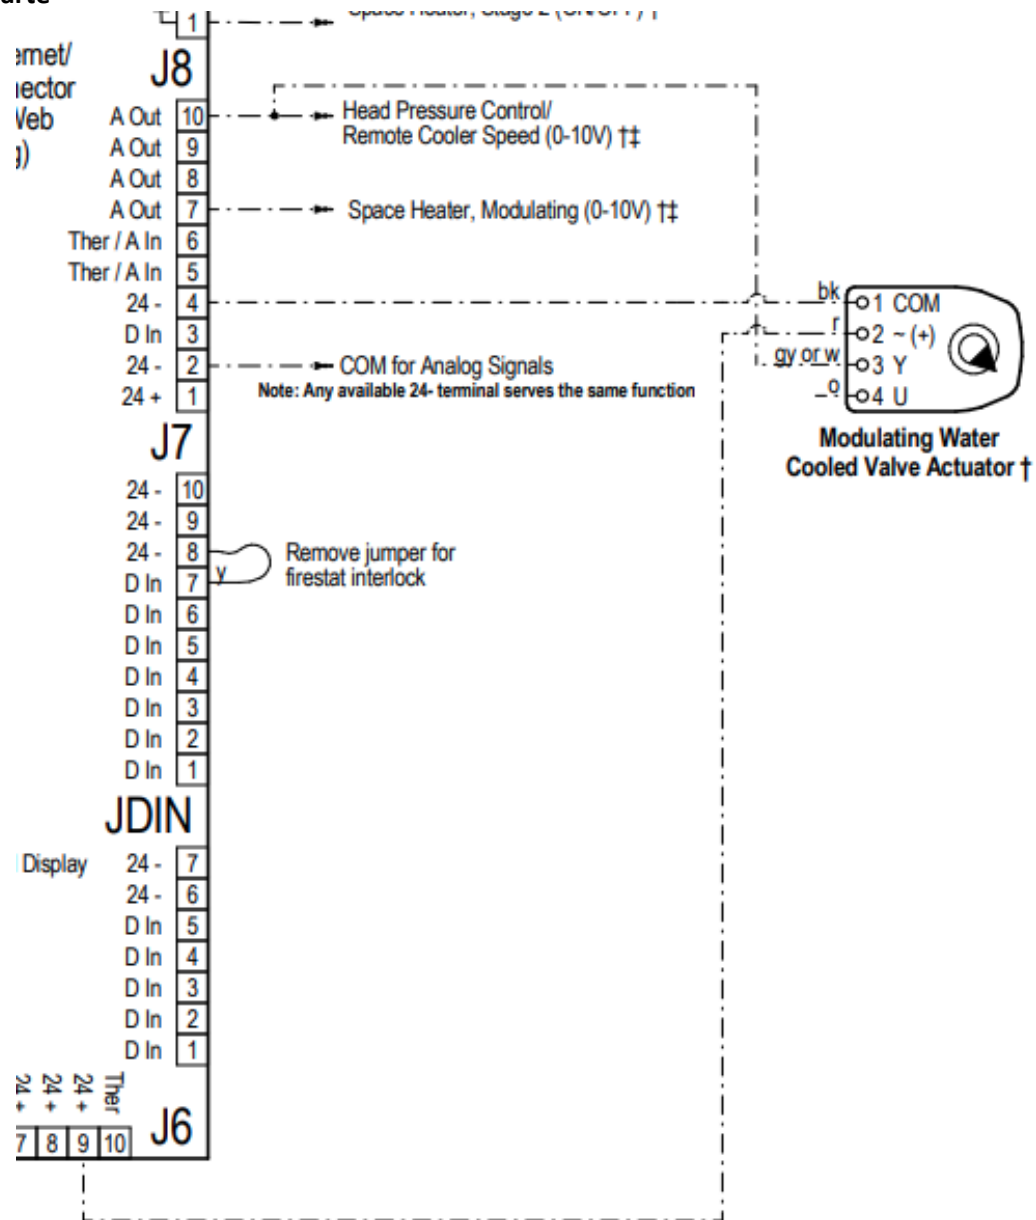 1
J8
A Out 10
Head Pressure Control/
Remote Cooler Speed (0-10V) †‡
A Out 9
A Out 8
A Out 7
Space Heater, Modulating (0-10V) †‡
Ther / A In 6
Ther / A In 5
24 - 4
D In 3
24 - 2
COM for Analog Signals
Note: Any available 24- terminal serves the same function
24 + 1
bk 1 COM
r 2 ~ (+)
gy or w 3 Y
o 4 U
Modulating Water
Cooled Valve Actuator †
J7
24 - 10
24 - 9
24 - 8
D In 7
y
Remove jumper for
firestat interlock
D In 6
D In 5
D In 4
D In 3
D In 2
D In 1
JDIN
Display
24 - 7
24 - 6
D In 5
D In 4
D In 3
D In 2
D In 1
24 +
24 +
24 +
Ther
7 8 9 10
J6